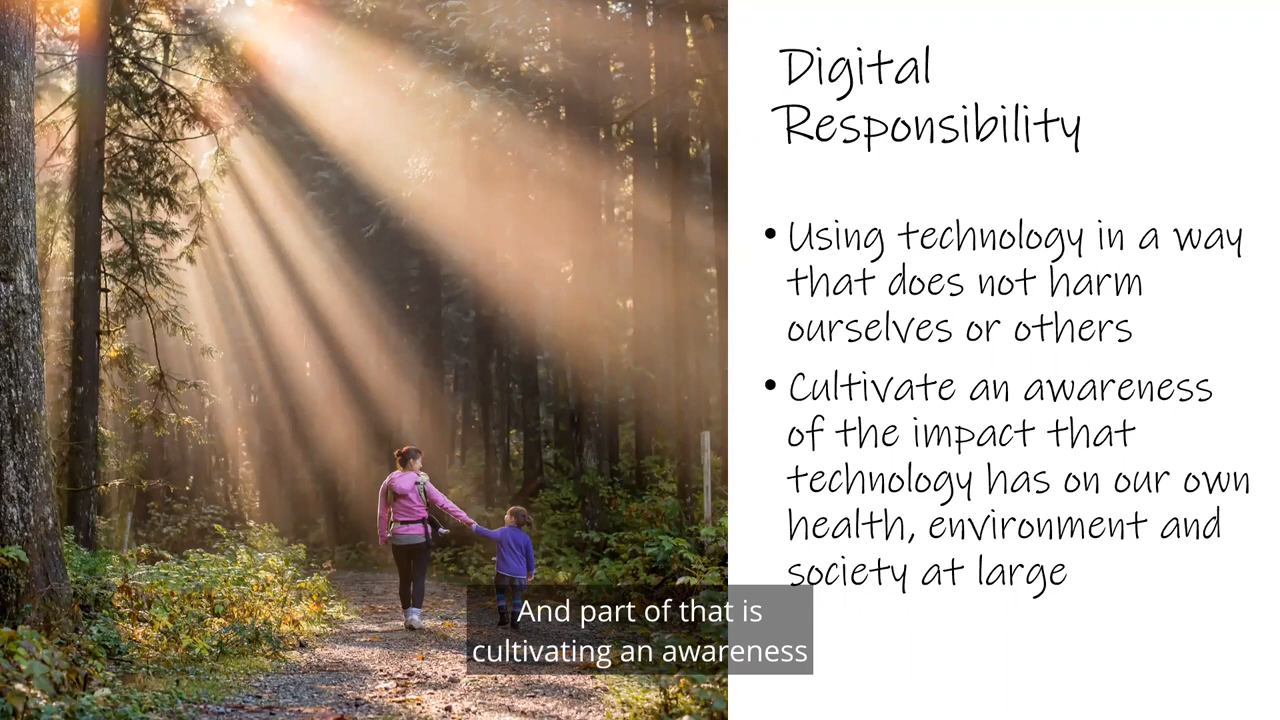 Digital
Responsibility
• Using technology in a way
that does not harm
ourselves or others
• Cultivate an awareness
of the impact that
technology has on our own
health, environment and
society at large
And part of that is
cultivating an awareness